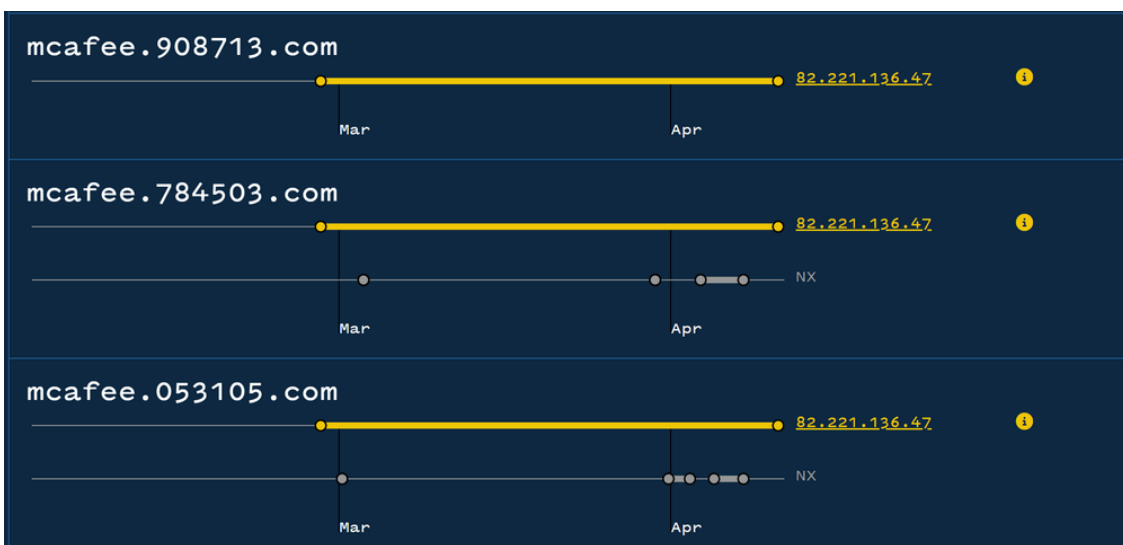 mcafee.908713.com
82.221.136.47
Mar Apr
mcafee.784503.com
82.221.136.47
NX
Mar Apr
mcafee.053105.com
82.221.136.47
NX
Mar Apr